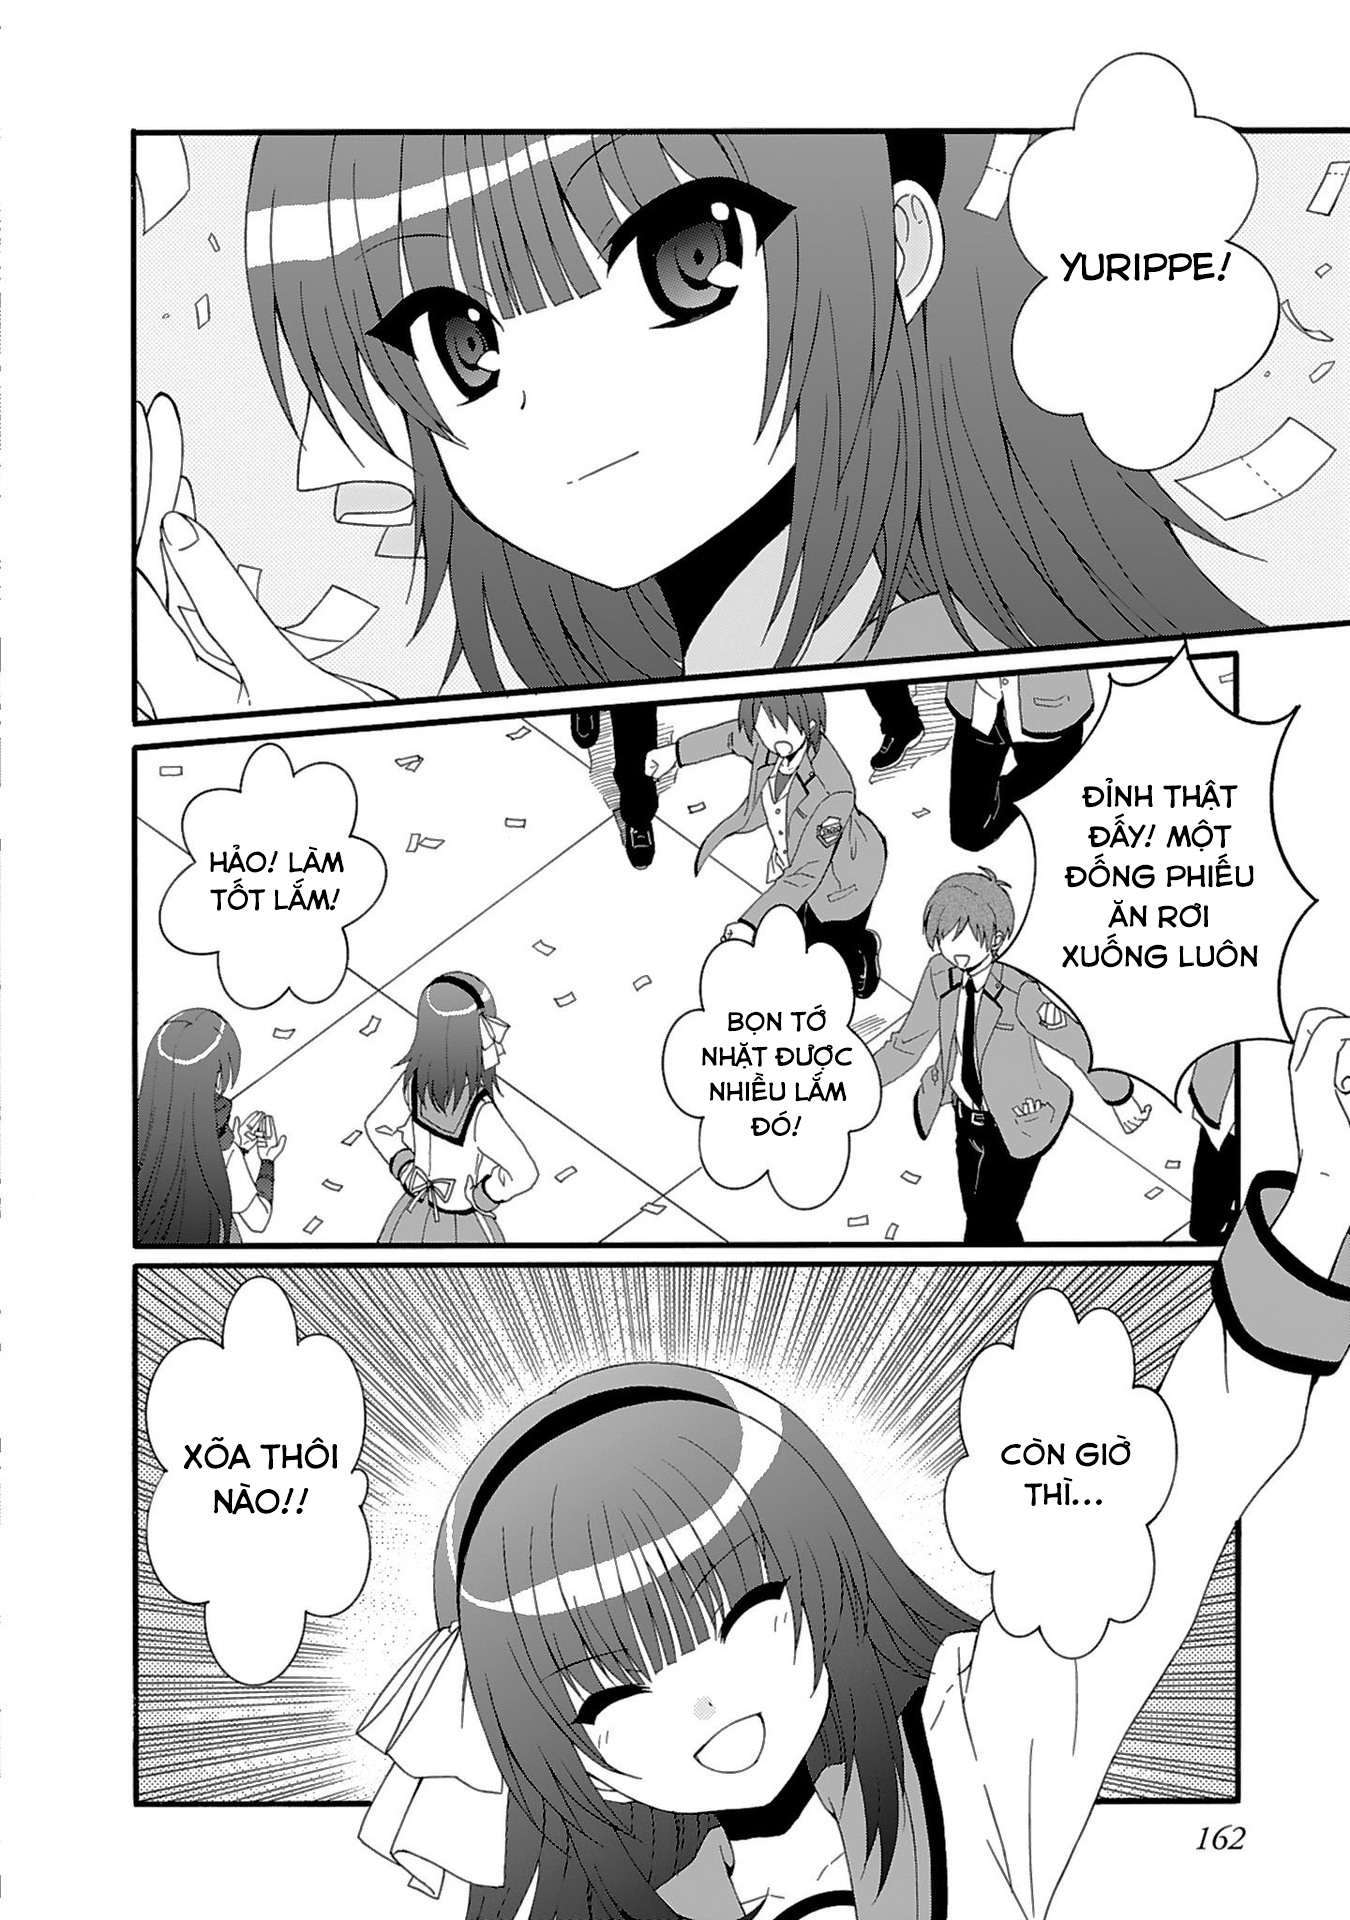 YURIPPE!
ĐỈNH THẬT
ĐẤY! MỘT
ĐỐNG PHIẾU
ĂN RƠI
XUỐNG LUÔN
BỌN TỚ
NHẶT ĐƯỢC
NHIỀU LẮM
ĐÓ!
HẢO! LÀM
TỐT LẮM!
CÒN GIỜ
THÌ...
XÕA THÔI
NÀO!!
162